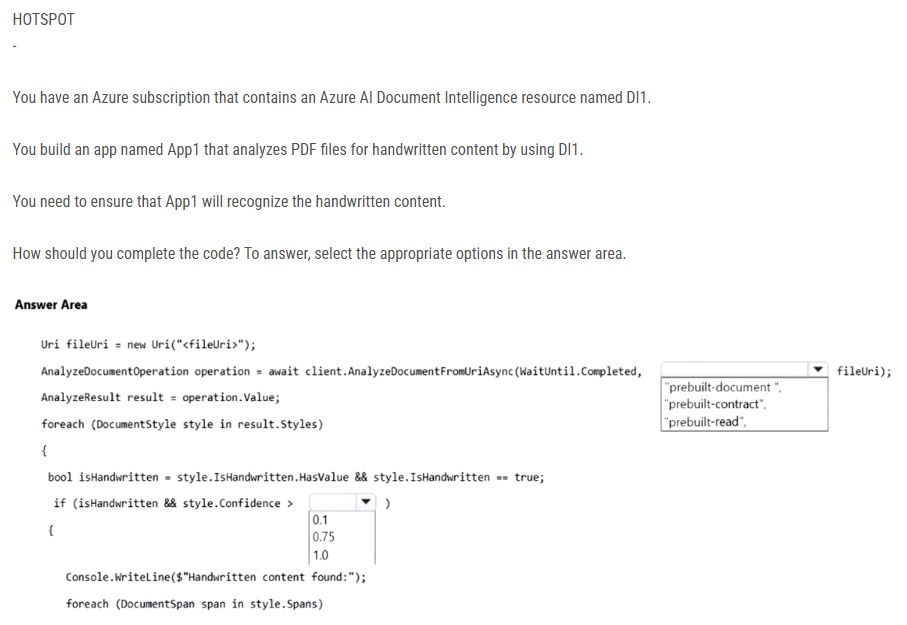 HOTSPOT
-
You have an Azure subscription that contains an Azure AI Document Intelligence resource named DI1.
You build an app named App1 that analyzes PDF files for handwritten content by using DI1.
You need to ensure that App1 will recognize the handwritten content.
How should you complete the code? To answer, select the appropriate options in the answer area.
Answer Area
Uri fileUri = new Uri("<fileUri>");
AnalyzeDocumentOperation operation = await client.AnalyzeDocumentFromUriAsync(WaitUntil.Completed, fileUri);
"prebuilt-document ",
"prebuilt-contract",
"prebuilt-read",
AnalyzeResult result = operation.Value;
foreach (DocumentStyle style in result.Styles)
{
bool isHandwritten = style.IsHandwritten.HasValue && style.IsHandwritten == true;
if (isHandwritten && style.Confidence > )
0.1
0.75
1.0
{
Console.WriteLine($"Handwritten content found:");
foreach (DocumentSpan span in style.Spans)